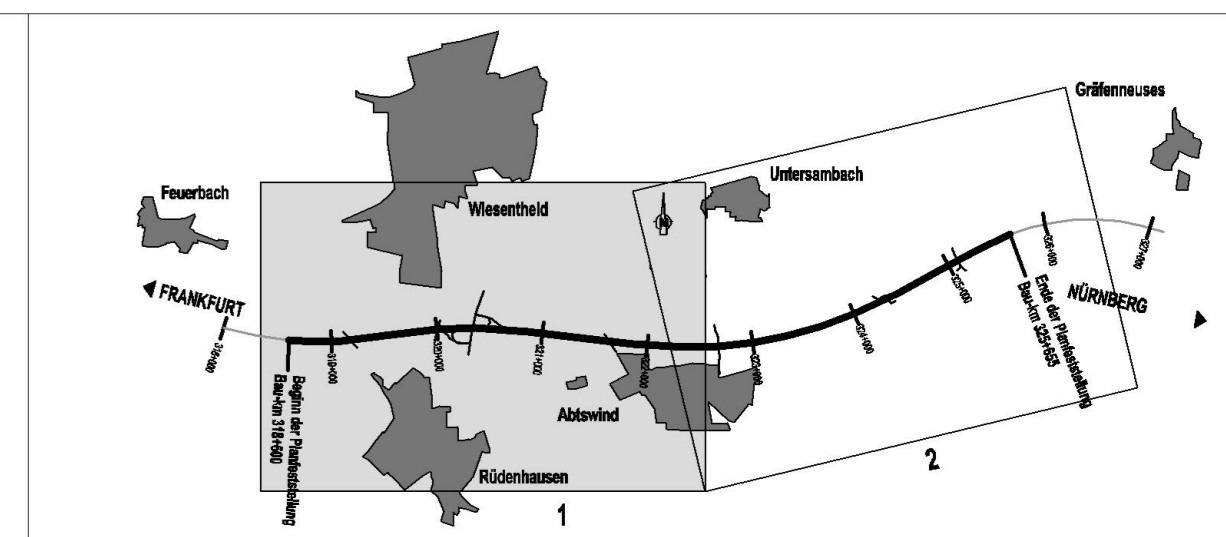 Gräfenneuses
Untersambach
Feuerbach
Wiesentheid
N
FRANKFURT
NÜRNBERG
318+000
319+000
320+000
321+000
322+000
323+000
324+000
325+000
326+000
327+000
Beginn der Planfeststellung
Bau-km 318+600
Ende der Planfeststellung
Bau-km 325+655
Abtswind
Rüdenhausen
1
2